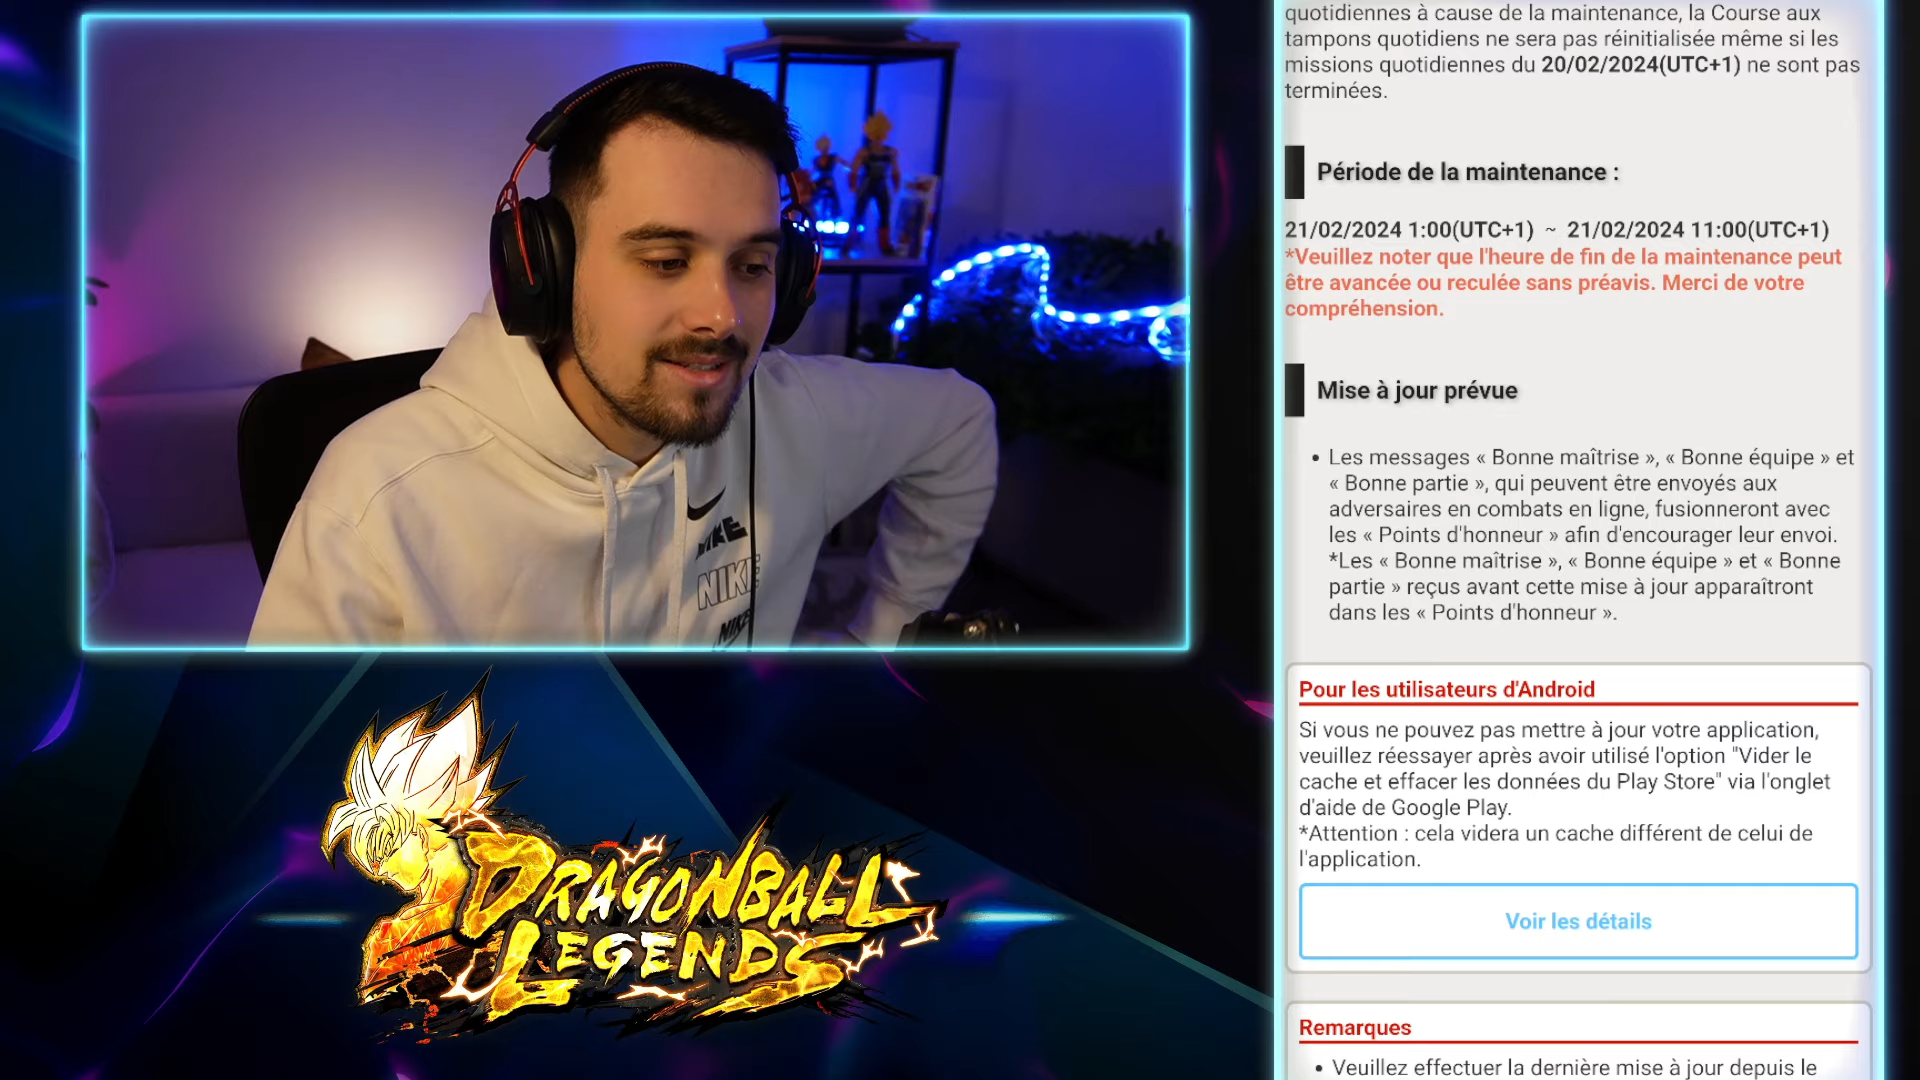 NIKE
NIKE
NIKE
DRAGONBALL
LEGENDS
quotidiennes à cause de la maintenance, la Course aux
tampons quotidiens ne sera pas réinitialisée même si les
missions quotidiennes du 20/02/2024(UTC+1) ne sont pas
terminées.
Période de la maintenance :
21/02/2024 1:00(UTC+1) ~ 21/02/2024 11:00(UTC+1)
*Veuillez noter que l'heure de fin de la maintenance peut
être avancée ou reculée sans préavis. Merci de votre
compréhension.
Mise à jour prévue
• Les messages « Bonne maîtrise », « Bonne équipe » et
« Bonne partie », qui peuvent être envoyés aux
adversaires en combats en ligne, fusionneront avec
les « Points d'honneur » afin d'encourager leur envoi.
*Les « Bonne maîtrise », « Bonne équipe » et « Bonne
partie » reçus avant cette mise à jour apparaîtront
dans les « Points d'honneur ».
Pour les utilisateurs d'Android
Si vous ne pouvez pas mettre à jour votre application,
veuillez réessayer après avoir utilisé l'option "Vider le
cache et effacer les données du Play Store" via l'onglet
d'aide de Google Play.
*Attention : cela videra un cache différent de celui de
l'application.
Voir les détails
Remarques
• Veuillez effectuer la dernière mise à jour depuis le